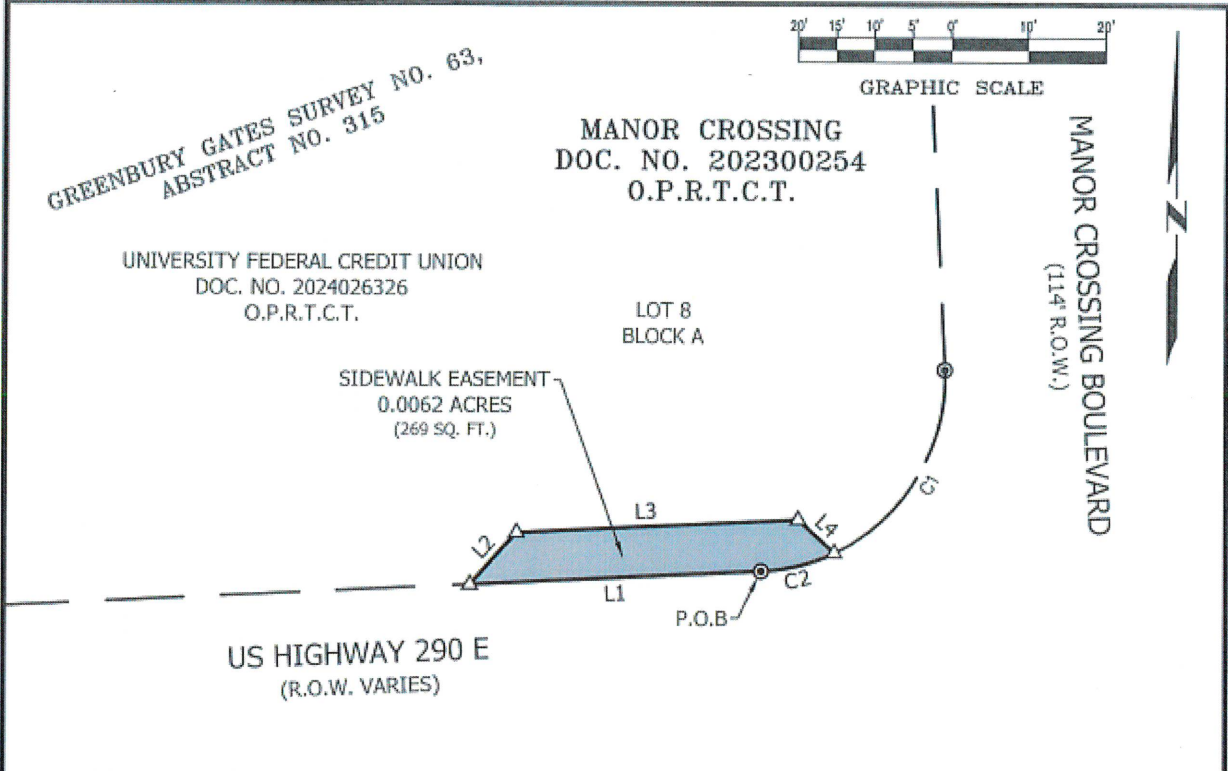 20' 15' 10' 5' 0' 10' 20'
GRAPHIC SCALE
GREENBURY GATES SURVEY NO. 63,
ABSTRACT NO. 315
MANOR CROSSING
DOC. NO. 202300254
O.P.R.T.C.T.
MANOR CROSSING BOULEVARD
(114' R.O.W.)
N
UNIVERSITY FEDERAL CREDIT UNION
DOC. NO. 2024026326
O.P.R.T.C.T.
LOT 8
BLOCK A
SIDEWALK EASEMENT
0.0062 ACRES
(269 SQ. FT.)
L3
L4
L2
L1
C2
P.O.B
US HIGHWAY 290 E
(R.O.W. VARIES)